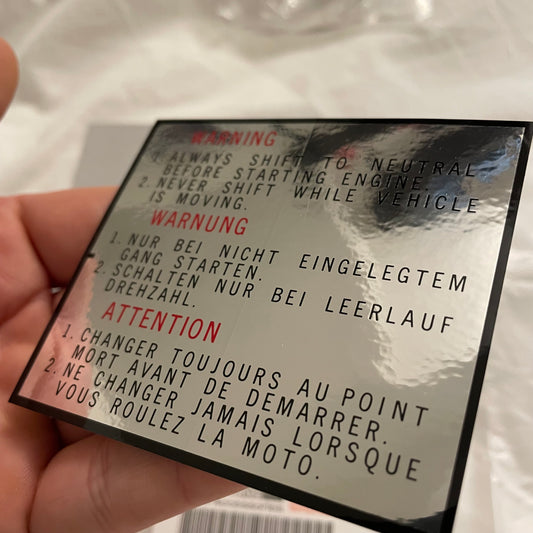 WARNING
1. ALWAYS SHIFT TO NEUTRAL
BEFORE STARTING ENGINE.
2. NEVER SHIFT WHILE VEHICLE
IS MOVING.
WARNUNG
1. NUR BEI NICHT EINGELEGTEM
GANG STARTEN.
2. SCHALTEN NUR BEI LEERLAUF
DREHZAHL.
ATTENTION
1. CHANGER TOUJOURS AU POINT
MORT AVANT DE DEMARRER.
2. NE CHANGER JAMAIS LORSQUE
VOUS ROULEZ LA MOTO.